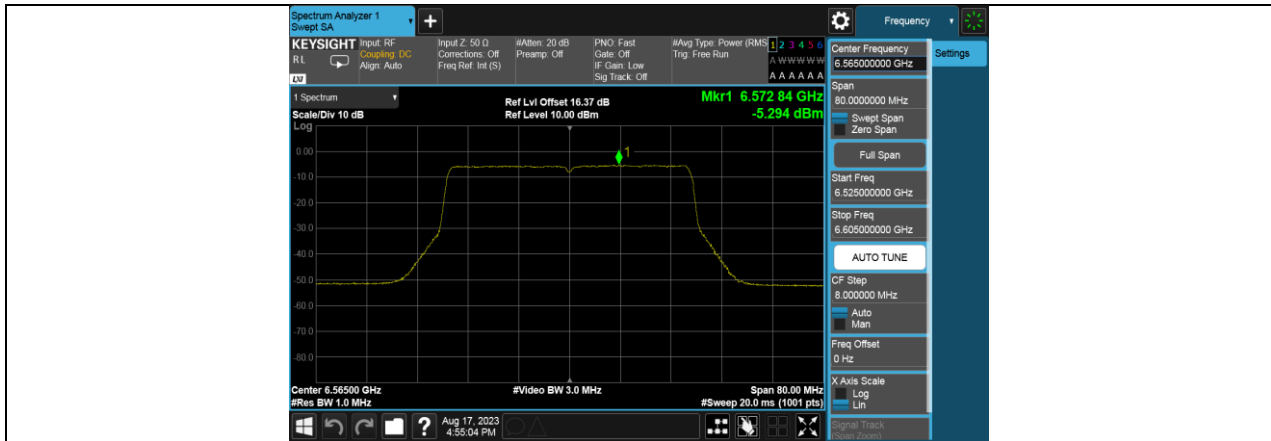 Spectrum Analyzer 1
Swept SA
Frequency
KEYSIGHT
RL
LXI
Input: RF
Coupling: DC
Align: Auto
Input Z: 50 Ω
Corrections: Off
Freq Ref: Int (S)
#Atten: 20 dB
Preamp: Off
PNO: Fast
Gate: Off
IF Gain: Low
Sig Track: Off
#Avg Type: Power (RMS
Trig: Free Run
1 2 3 4 5 6
A W W W W W
A A A A A A
Center Frequency
6.565000000 GHz
Settings
1 Spectrum
Scale/Div 10 dB
Ref Lvl Offset 16.37 dB
Ref Level 10.00 dBm
Mkr1 6.572 84 GHz
-5.294 dBm
Log
0.00
-10.0
-20.0
-30.0
-40.0
-50.0
-60.0
-70.0
-80.0
1
Center 6.56500 GHz
#Res BW 1.0 MHz
#Video BW 3.0 MHz
Span 80.00 MHz
#Sweep 20.0 ms (1001 pts)
Span
80.0000000 MHz
Swept Span
Zero Span
Full Span
Start Freq
6.525000000 GHz
Stop Freq
6.605000000 GHz
AUTO TUNE
CF Step
8.000000 MHz
Auto
Man
Freq Offset
0 Hz
X Axis Scale
Log
Lin
Signal Track
(Span Zoom)
?
Aug 17, 2023
4:55:04 PM